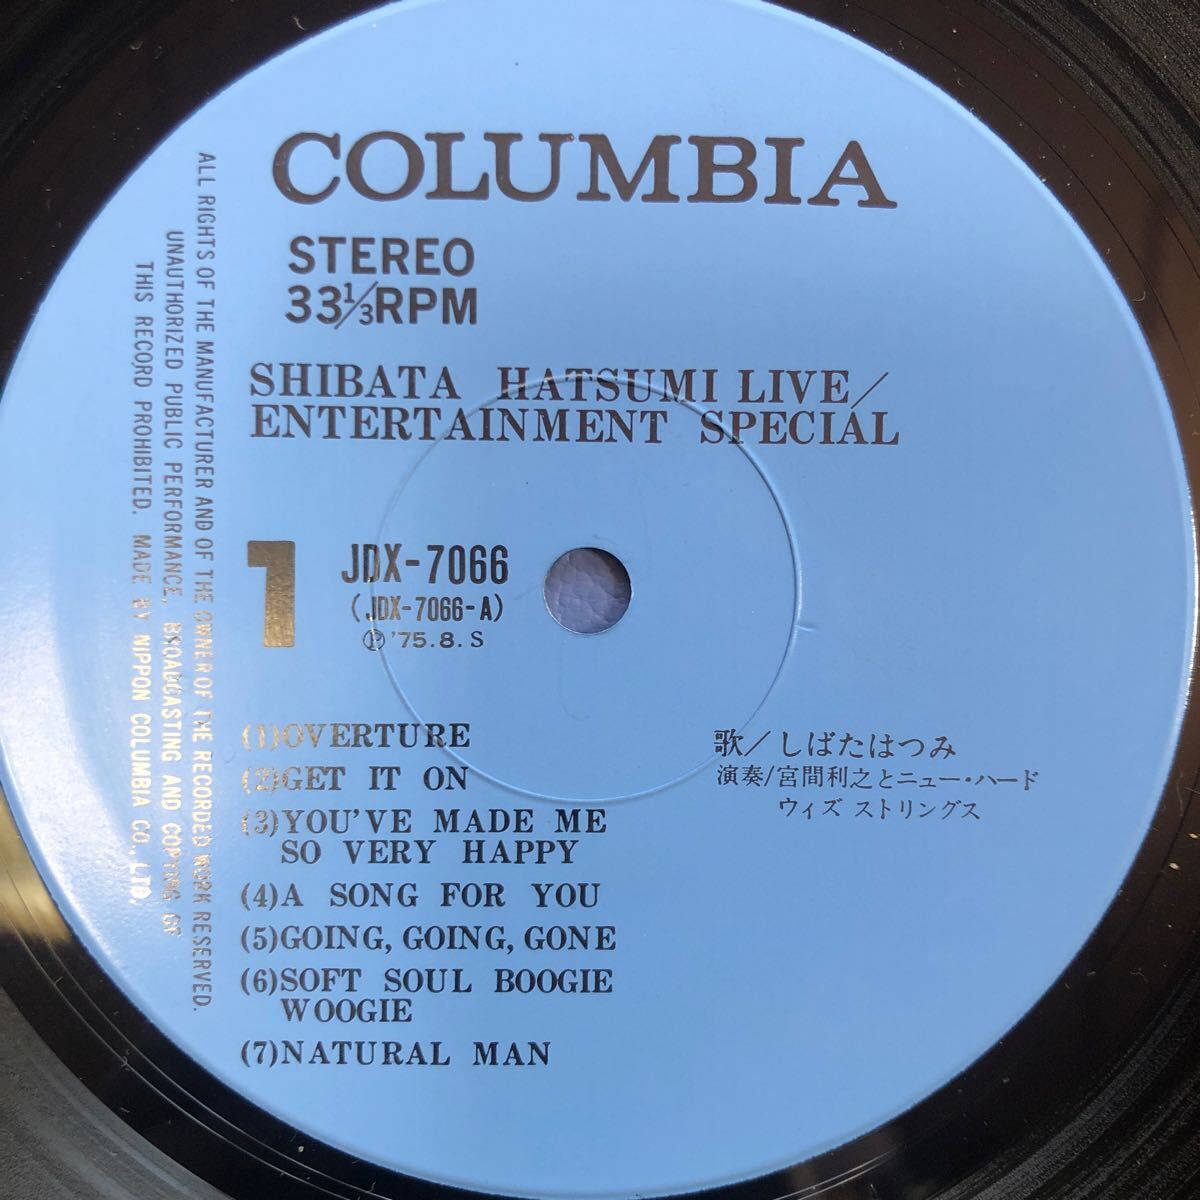 COLUMBIA
STEREO
33 1/3 RPM
SHIBATA HATSUMI LIVE/
ENTERTAINMENT SPECIAL
1
JDX-7066
(JDX-7066-A)
Ⓟ '75.8. S
(1)OVERTURE
(2)GET IT ON
(3)YOU'VE MADE ME
SO VERY HAPPY
(4)A SONG FOR YOU
(5)GOING, GOING, GONE
(6)SOFT SOUL BOOGIE
WOOGIE
(7)NATURAL MAN
歌/しばたはつみ
演奏/宮間利之とニュー・ハード
ウィズ ストリングス
ALL RIGHTS OF THE MANUFACTURER AND OF THE OWNER OF THE RECORDED WORK RESERVED.
UNAUTHORIZED PUBLIC PERFORMANCE, BROADCASTING AND COPYING OF
THIS RECORD PROHIBITED. MADE BY NIPPON COLUMBIA CO., LTD.